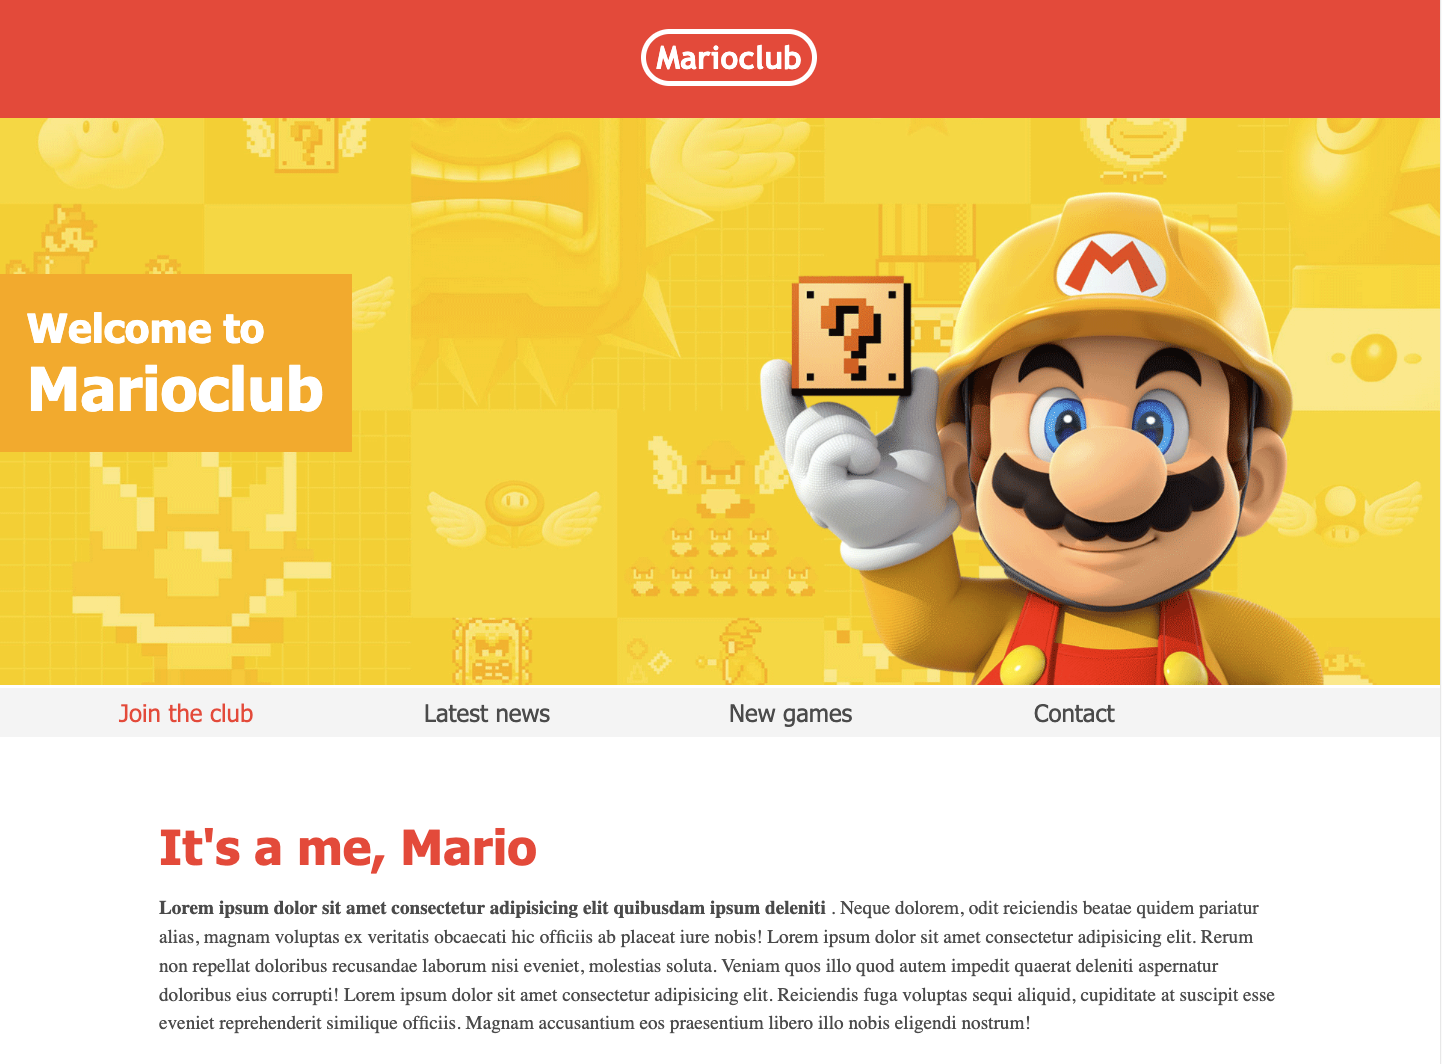 Marioclub
Welcome to
Marioclub
M
?
Join the club
Latest news
New games
Contact
It's a me, Mario
Lorem ipsum dolor sit amet consectetur adipisicing elit quibusdam ipsum deleniti . Neque dolorem, odit reiciendis beatae quidem pariatur
alias, magnam voluptas ex veritatis obcaecati hic officiis ab placeat iure nobis! Lorem ipsum dolor sit amet consectetur adipisicing elit. Rerum
non repellat doloribus recusandae laborum nisi eveniet, molestias soluta. Veniam quos illo quod autem impedit quaerat deleniti aspernatur
doloribus eius corrupti! Lorem ipsum dolor sit amet consectetur adipisicing elit. Reiciendis fuga voluptas sequi aliquid, cupiditate at suscipit esse
eveniet reprehenderit similique officiis. Magnam accusantium eos praesentium libero illo nobis eligendi nostrum!